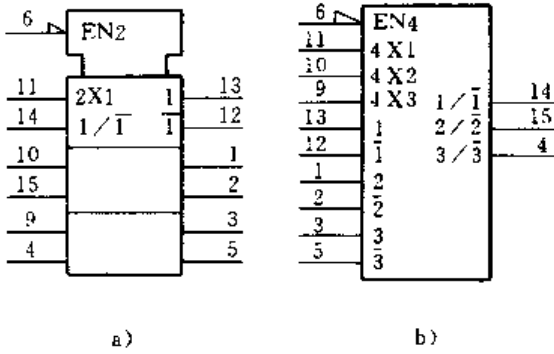 6 EN2
11 2X1 1 13
14 1/1̅ 1̅ 12
10 1
15 2
9 3
4 5
a)
6 EN4
11 4X1
10 4X2
9 4X3 1/1̅ 14
13 1 2/2̅ 15
12 1̅ 3/3̅ 4
1 2
2 2̅
3 3
5 3̅
b)